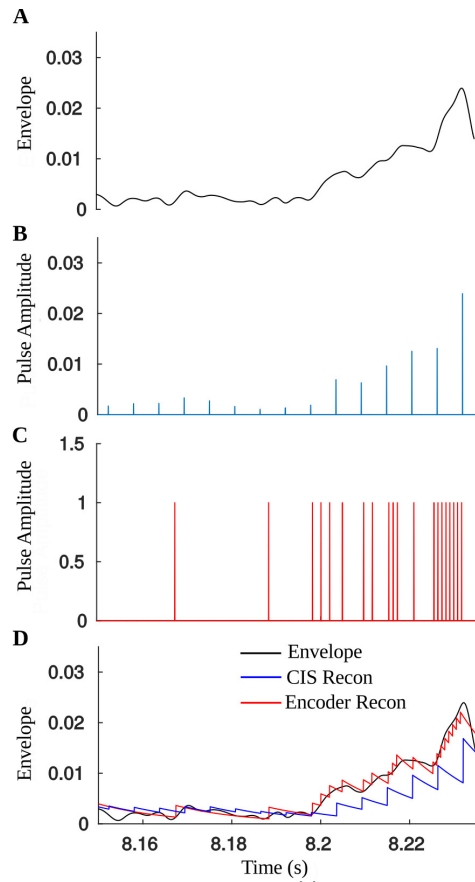 A
Envelope
0.03
0.02
0.01
0
B
Pulse Amplitude
0.03
0.02
0.01
0
C
Pulse Amplitude
1.5
1
0.5
0
D
Envelope
0.03
0.02
0.01
0
Envelope
CIS Recon
Encoder Recon
8.16
8.18
8.2
8.22
Time (s)